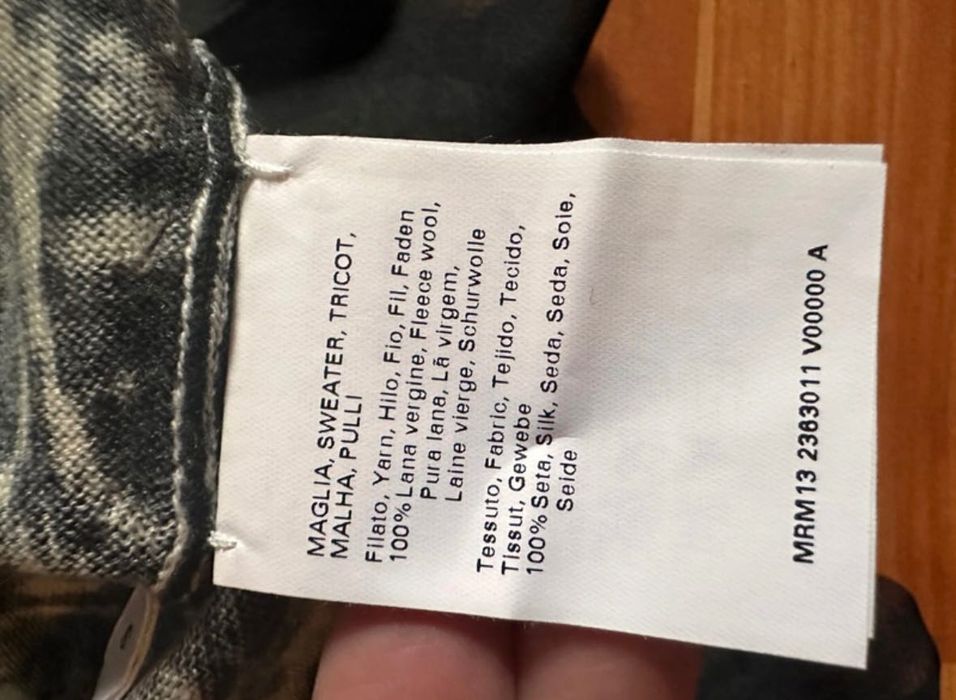 MAGLIA, SWEATER, TRICOT,
MALHA, PULLI
Filato, Yarn, Hilo, Fio, Fil, Faden
100% Lana vergine, Fleece wool,
Pura lana, Lã virgem,
Laine vierge, Schurwolle
Tessuto, Fabric, Tejido, Tecido,
Tissut, Gewebe
100% Seta, Silk, Seda, Seda, Soie,
Seide
MRM13 2363011 V00000 A